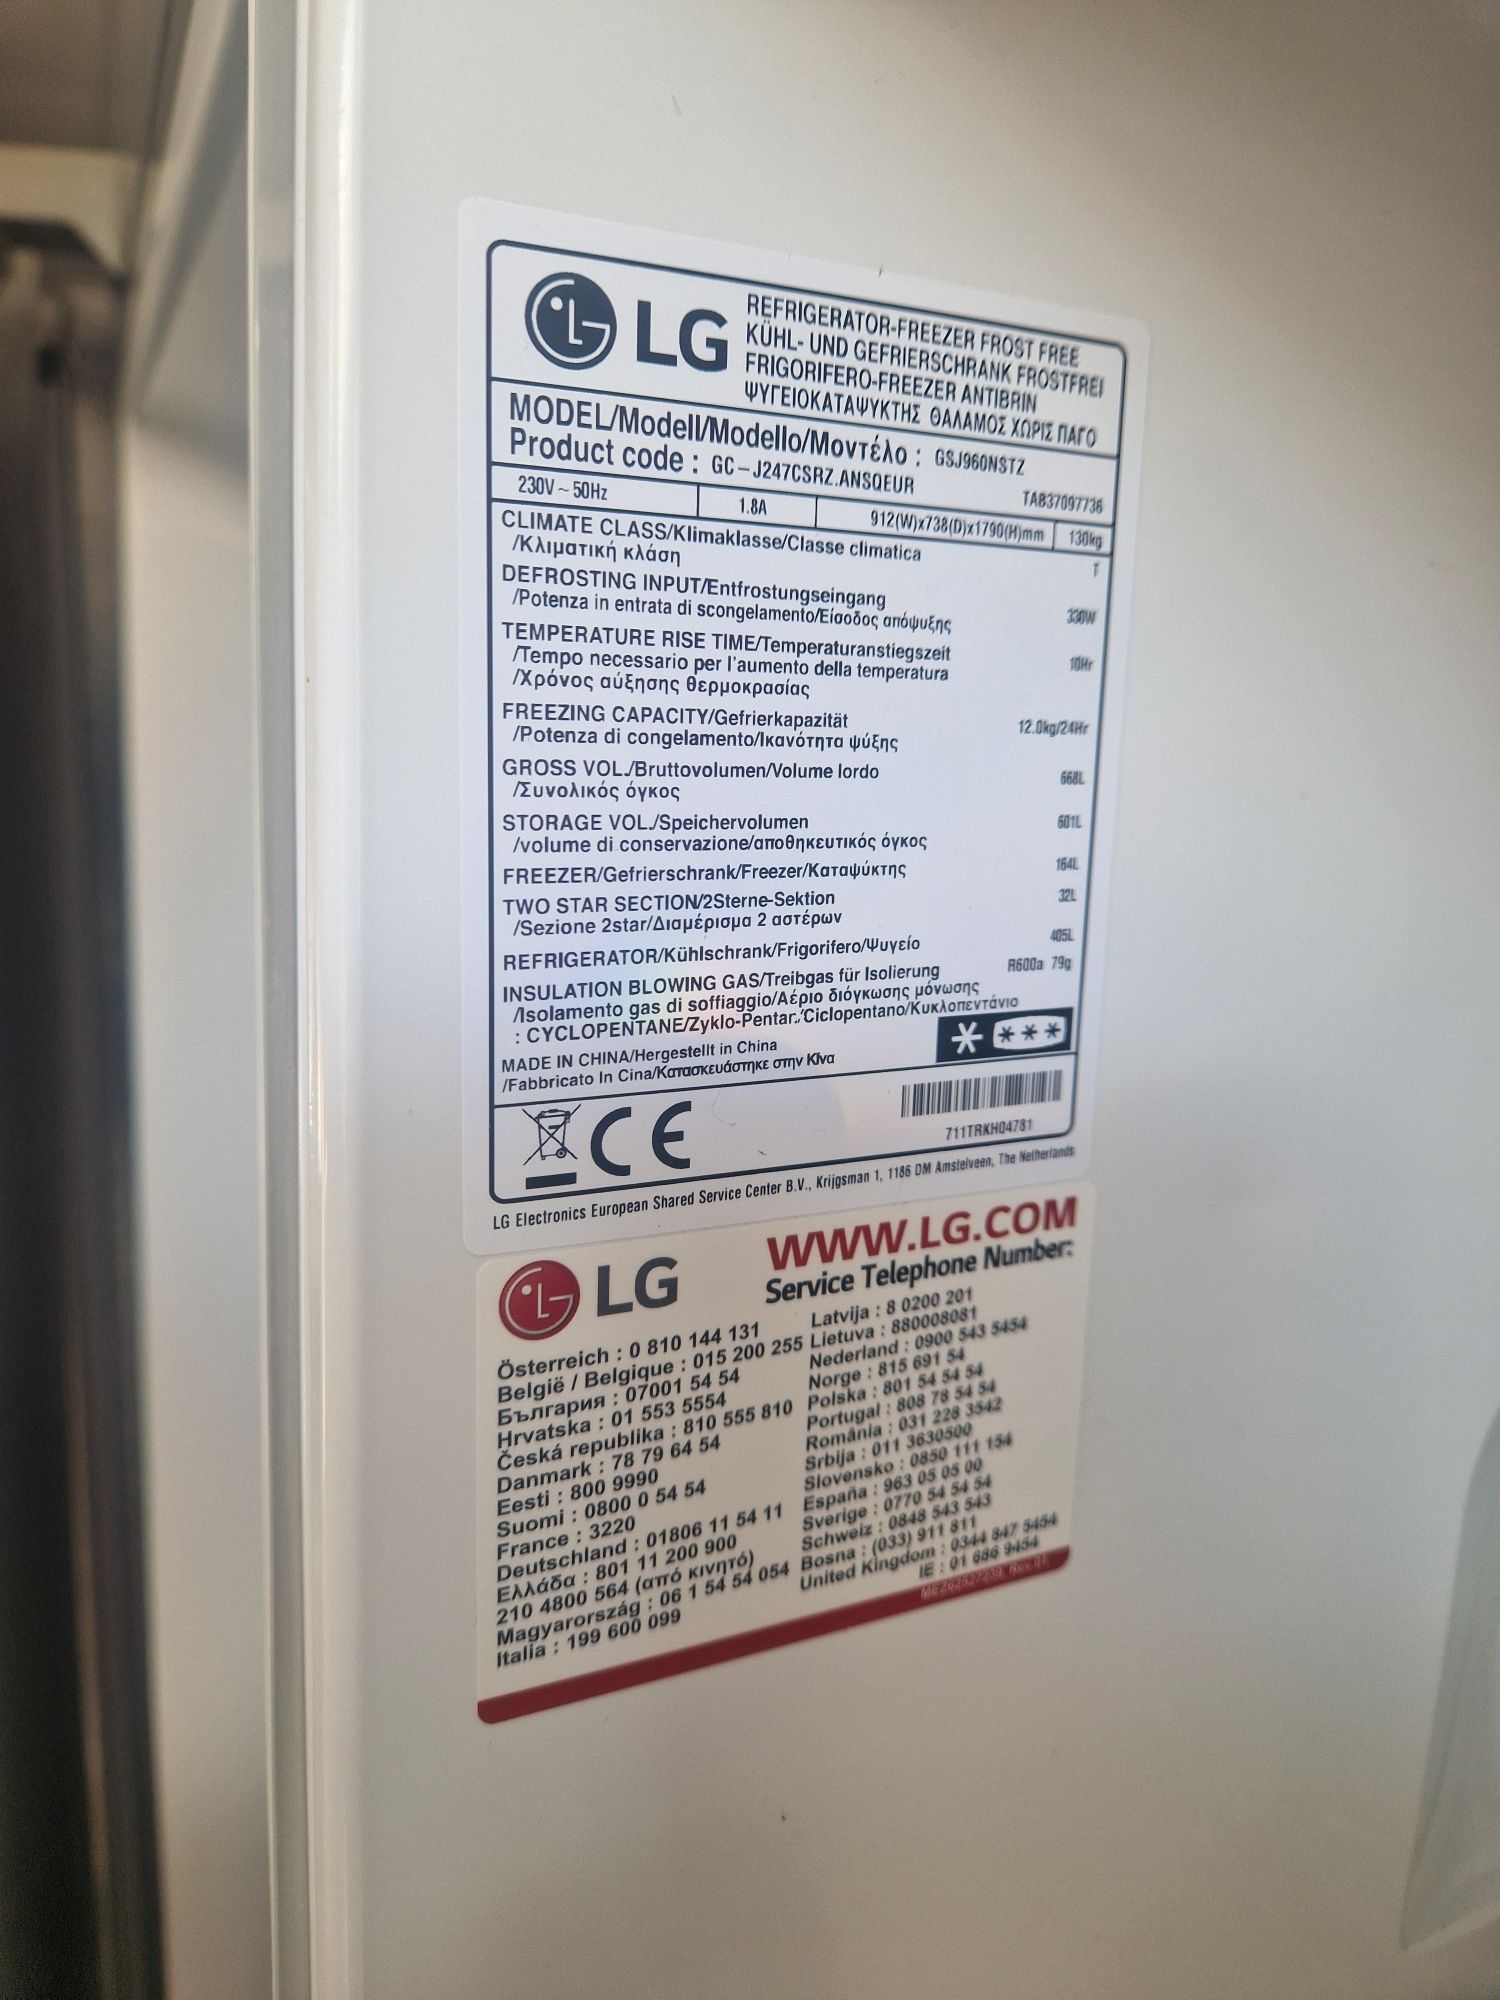 LG
REFRIGERATOR-FREEZER FROST FREE
KÜHL- UND GEFRIERSCHRANK FROSTFREI
FRIGORIFERO-FREEZER ANTIBRIN
ΨΥΓΕΙΟΚΑΤΑΨΥΚΤΗΣ ΘΑΛΑΜΟΣ ΧΩΡΙΣ ΠΑΓΟ
MODEL/Modell/Modello/Μοντέλο : GSJ960NSTZ
Product code : GC-J247CSRZ.ANSQEUR TAB37097736
230V~50Hz 1.8A 912(W)x738(D)x1790(H)mm 130kg
CLIMATE CLASS/Klimaklasse/Classe climatica
/Κλιματική κλάση T
DEFROSTING INPUT/Entfrostungseingang
/Potenza in entrata di scongelamento/Είσοδος απόψυξης 330W
TEMPERATURE RISE TIME/Temperaturanstiegszeit
/Tempo necessario per l'aumento della temperatura 10Hr
/Χρόνος αύξησης θερμοκρασίας
FREEZING CAPACITY/Gefrierkapazität
/Potenza di congelamento/Ικανότητα ψύξης 12.0kg/24Hr
GROSS VOL./Bruttovolumen/Volume lordo 668L
/Συνολικός όγκος
STORAGE VOL./Speichervolumen 601L
/volume di conservazione/αποθηκευτικός όγκος
FREEZER/Gefrierschrank/Freezer/Καταψύκτης 164L
TWO STAR SECTION/2Sterne-Sektion 32L
/Sezione 2star/Διαμέρισμα 2 αστέρων
REFRIGERATOR/Kühlschrank/Frigorifero/Ψυγείο 405L
INSULATION BLOWING GAS/Treibgas für Isolierung R600a 79g
/Isolamento gas di soffiaggio/Αέριο διόγκωσης μόνωσης
: CYCLOPENTANE/Zyklo-Pentan/Ciclopentano/Κυκλοπεντάνιο
MADE IN CHINA/Hergestellt in China
/Fabbricato In Cina/Κατασκευάστηκε στην Κίνα
CE
711TRKH04781
LG Electronics European Shared Service Center B.V., Krijgsman 1, 1186 DM Amstelveen, The Netherlands
LG
WWW.LG.COM
Service Telephone Number:
Österreich : 0 810 144 131
België / Belgique : 015 200 255
България : 07001 54 54
Hrvatska : 01 553 5554
Česká republika : 810 555 810
Danmark : 78 79 64 54
Eesti : 800 9990
Suomi : 0800 0 54 54
France : 3220
Deutschland : 01806 11 54 11
Ελλάδα : 801 11 200 900
210 4800 564 (από κινητό)
Magyarország : 06 1 54 54 054
Italia : 199 600 099
Latvija : 8 0200 201
Lietuva : 880008081
Nederland : 0900 543 5454
Norge : 815 691 54
Polska : 801 54 54 54
Portugal : 808 78 54 54
România : 031 228 3542
Srbija : 011 3630500
Slovensko : 0850 111 154
España : 963 05 05 00
Sverige : 0770 54 54 54
Schweiz : 0848 543 543
Bosna : (033) 911 811
United Kingdom : 0344 847 5454
IE : 01 686 9454